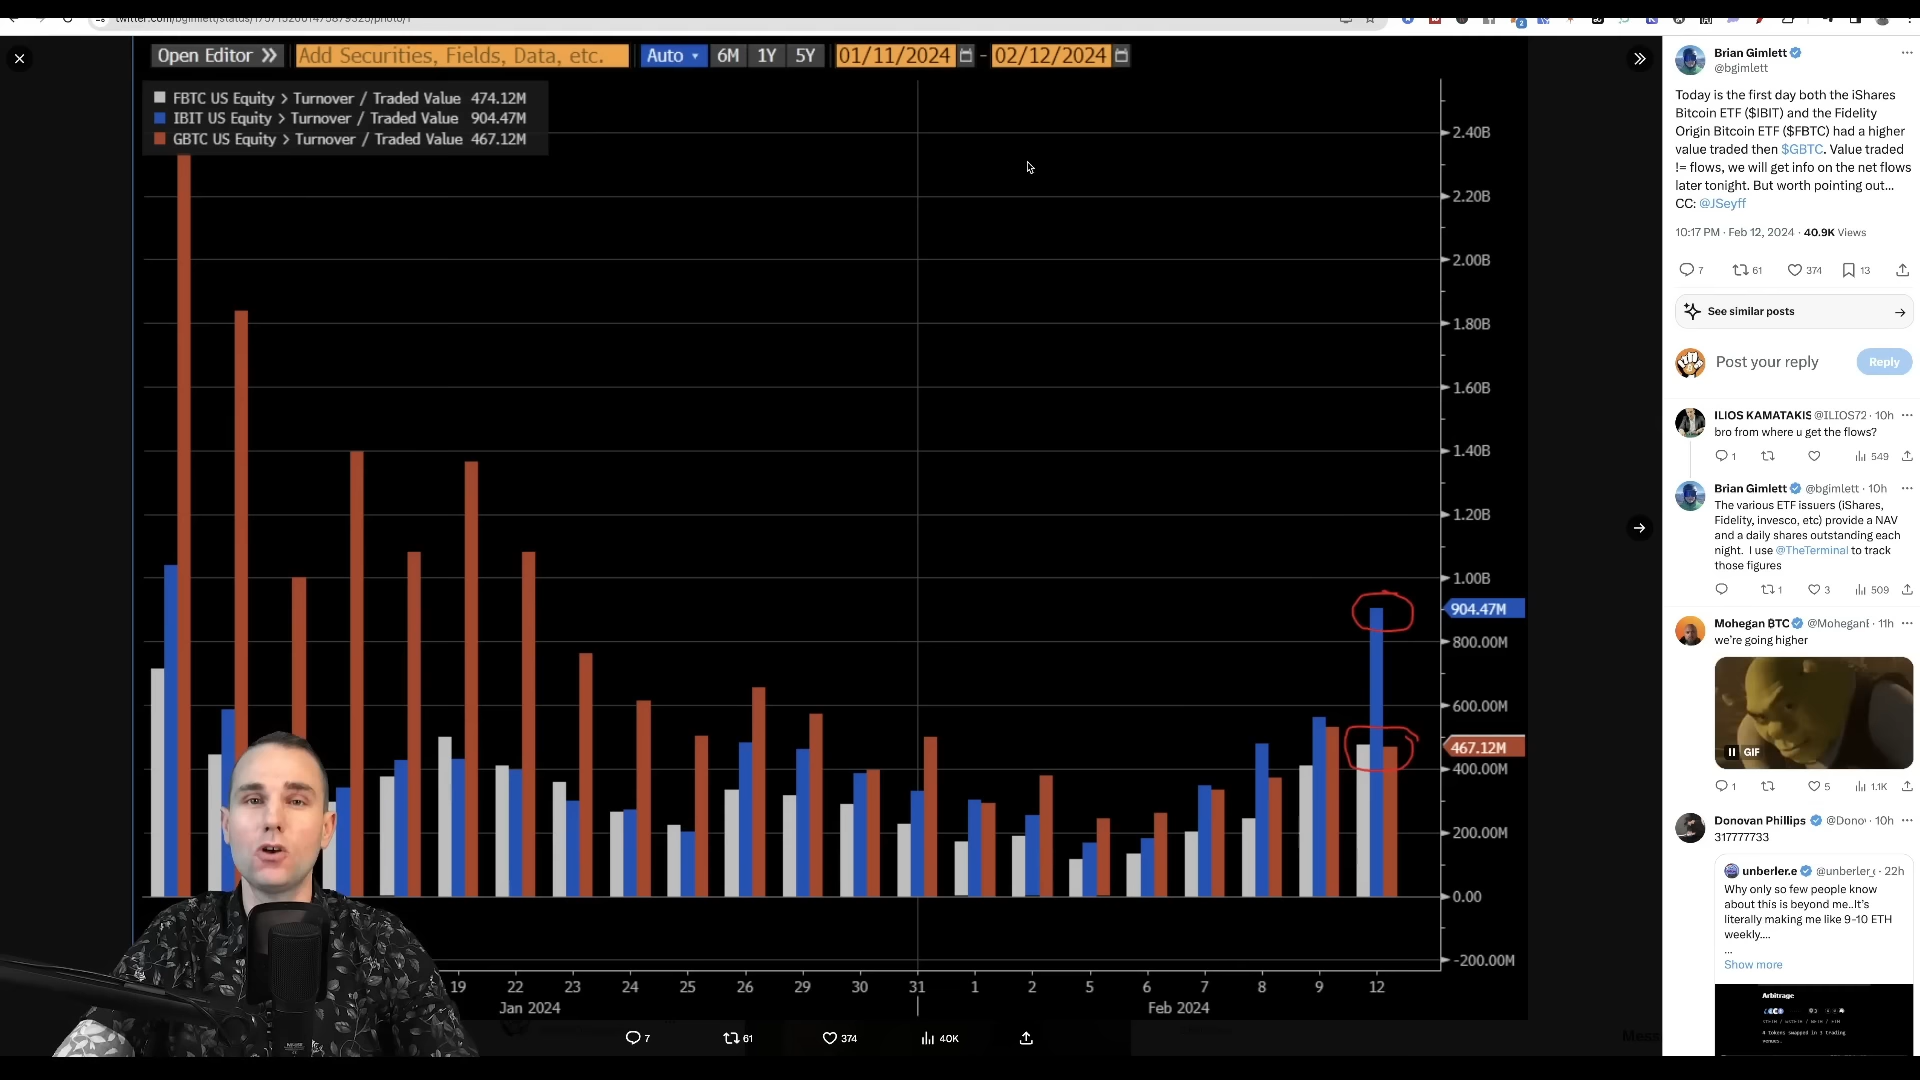 Open Editor
Add Securities, Fields, Data, etc.
Auto
6M
1Y
5Y
01/11/2024 - 02/12/2024
FBTC US Equity > Turnover / Traded Value 474.12M
IBIT US Equity > Turnover / Traded Value 904.47M
GBTC US Equity > Turnover / Traded Value 467.12M
2.40B
2.20B
2.00B
1.80B
1.60B
1.40B
1.20B
1.00B
904.47M
800.00M
600.00M
467.12M
400.00M
200.00M
0.00
-200.00M
19 22 23 24 25 26 29 30 31 1 2 5 6 7 8 9 12
Jan 2024 Feb 2024
7 61 374 40K
Brian Gimlett
@bgimlett
Today is the first day both the iShares
Bitcoin ETF ($IBIT) and the Fidelity
Origin Bitcoin ETF ($FBTC) had a higher
value traded then $GBTC. Value traded
!= flows, we will get info on the net flows
later tonight. But worth pointing out...
CC: @JSeyff
10:17 PM · Feb 12, 2024 · 40.9K Views
7 61 374 13
See similar posts
Post your reply
Reply
ILIOS KAMATAKIS @ILIOS72 · 10h
bro from where u get the flows?
1 549
Brian Gimlett @bgimlett · 10h
The various ETF issuers (iShares,
Fidelity, invesco, etc) provide a NAV
and a daily shares outstanding each
night. I use @TheTerminal to track
those figures
1 3 509
Mohegan BTC · 11h
we're going higher
GIF
1 5 1.1K
Donovan Phillips · 10h
317777733
unberler.e @unberler_ · 22h
Why only so few people know
about this is beyond me..It's
literally making me like 9-10 ETH
weekly....
...
Show more
Arbitrage